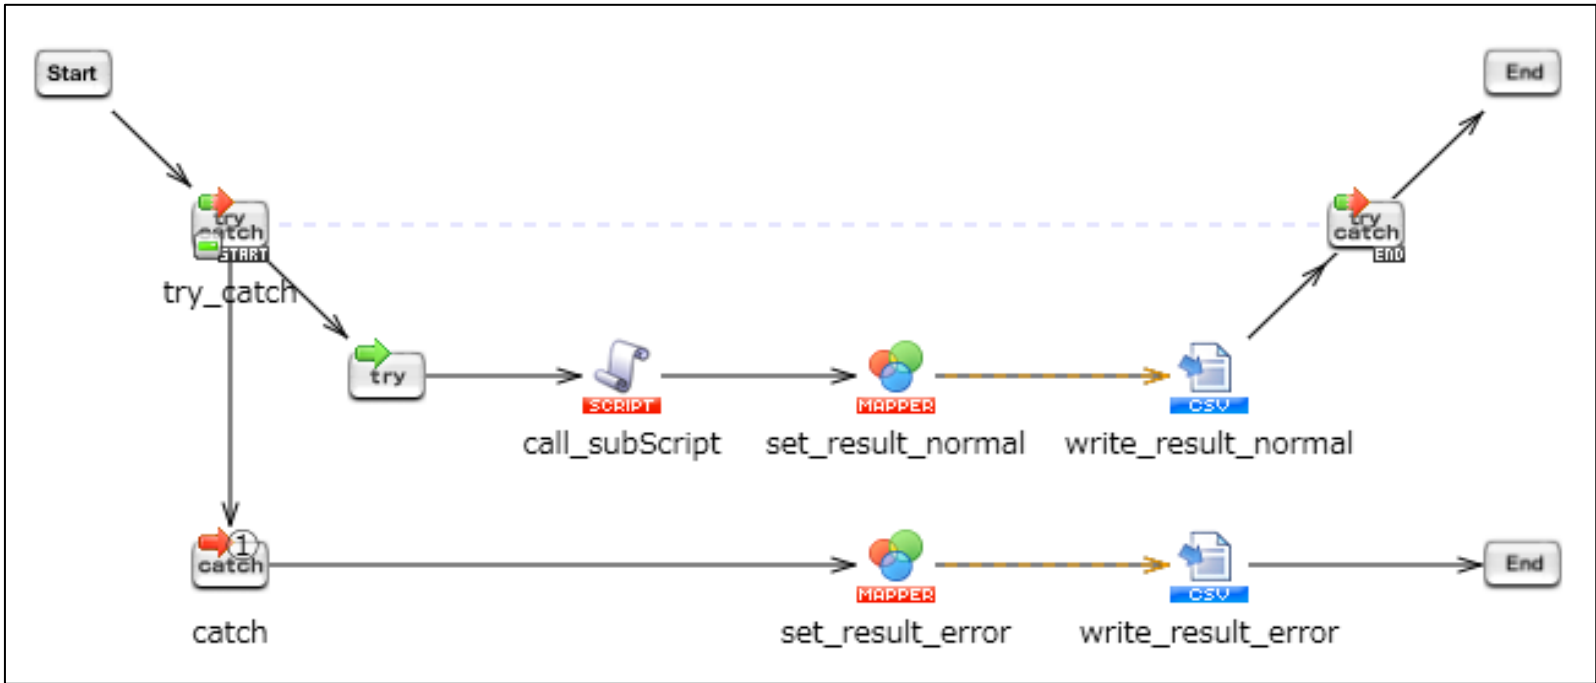 Start
End
try
catch
START
try
catch
END
try_catch
try
SCRIPT
MAPPER
CSV
call_subScript
set_result_normal
write_result_normal
1
catch
MAPPER
CSV
End
catch
set_result_error
write_result_error